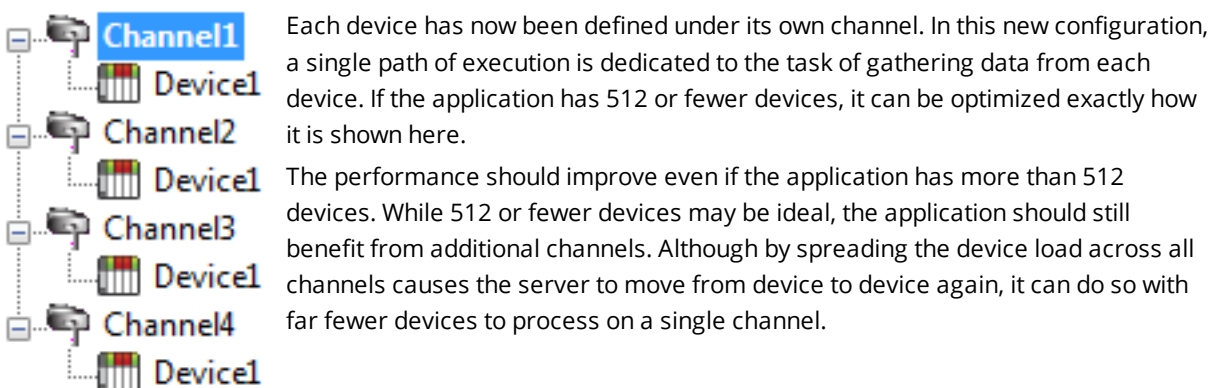 Channel1
Device1
Channel2
Device1
Channel3
Device1
Channel4
Device1
Each device has now been defined under its own channel. In this new configuration,
a single path of execution is dedicated to the task of gathering data from each
device. If the application has 512 or fewer devices, it can be optimized exactly how
it is shown here.
The performance should improve even if the application has more than 512
devices. While 512 or fewer devices may be ideal, the application should still
benefit from additional channels. Although by spreading the device load across all
channels causes the server to move from device to device again, it can do so with
far fewer devices to process on a single channel.